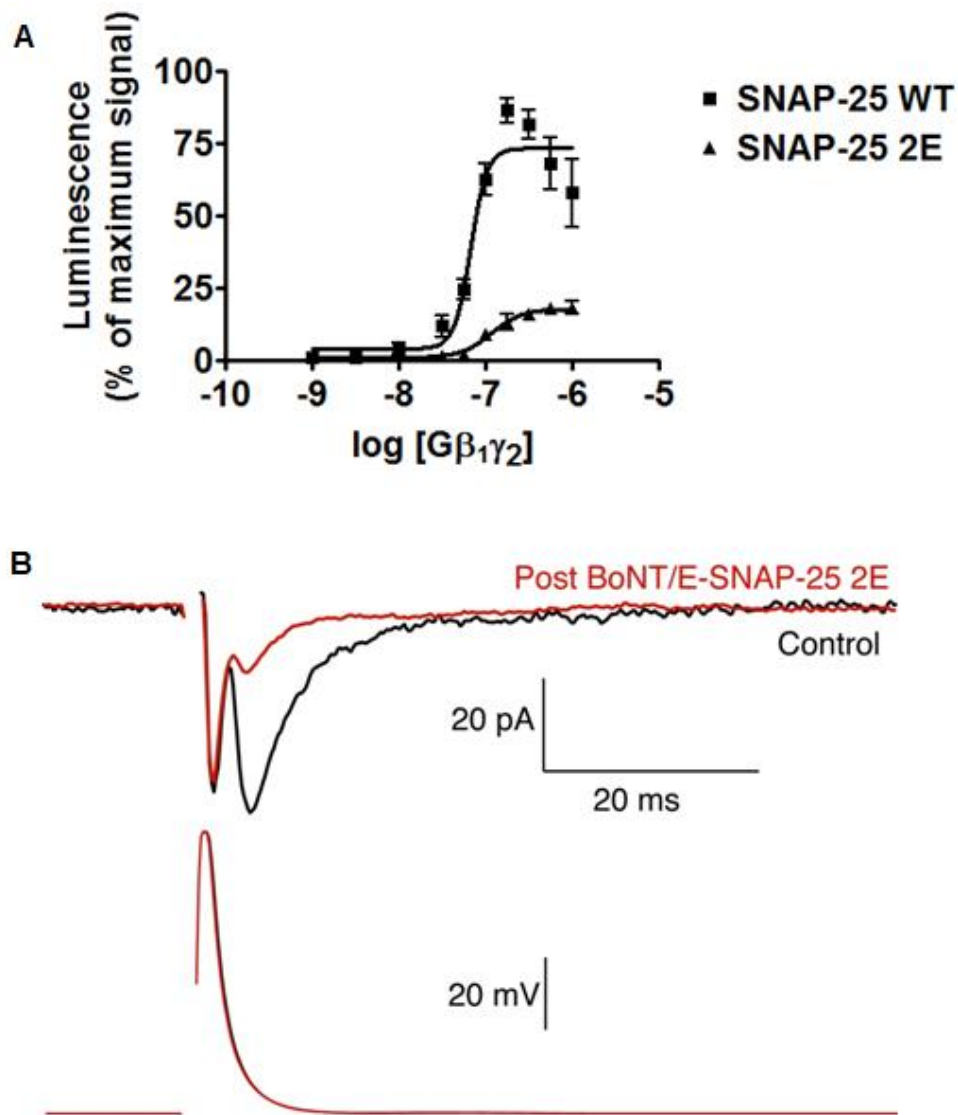 A
Luminescence
(% of maximum signal)
100
75
50
25
0
-10 -9 -8 -7 -6 -5
log [Gβ₁γ₂]
SNAP-25 WT
SNAP-25 2E
B
Post BoNT/E-SNAP-25 2E
Control
20 pA
20 ms
20 mV